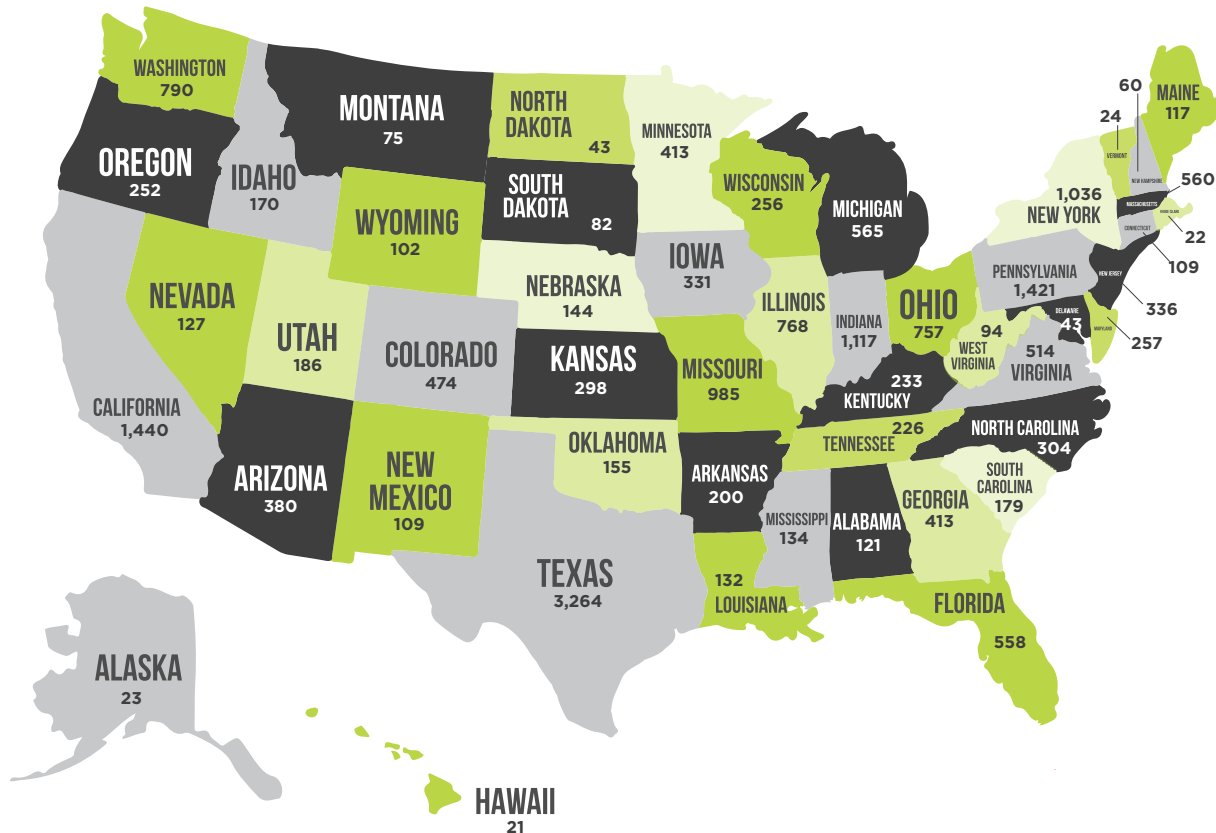 WASHINGTON
790
OREGON
252
IDAHO
170
MONTANA
75
NORTH
DAKOTA
43
MINNESOTA
413
SOUTH
DAKOTA
82
WYOMING
102
WISCONSIN
256
MICHIGAN
565
IOWA
331
NEBRASKA
144
NEVADA
127
UTAH
186
COLORADO
474
KANSAS
298
CALIFORNIA
1,440
ARIZONA
380
NEW
MEXICO
109
OKLAHOMA
155
TEXAS
3,264
MISSOURI
985
ARKANSAS
200
132
LOUISIANA
ILLINOIS
768
INDIANA
1,117
OHIO
757
233
KENTUCKY
226
TENNESSEE
MISSISSIPPI
134
ALABAMA
121
GEORGIA
413
FLORIDA
558
SOUTH
CAROLINA
179
NORTH CAROLINA
304
514
VIRGINIA
94
WEST
VIRGINIA
PENNSYLVANIA
1,421
1,036
NEW YORK
24
VERMONT
60
NEW HAMPSHIRE
MAINE
117
MASSACHUSETTS
560
RHODE ISLAND
22
CONNECTICUT
109
NEW JERSEY
336
DELAWARE
43
MARYLAND
257
ALASKA
23
HAWAII
21